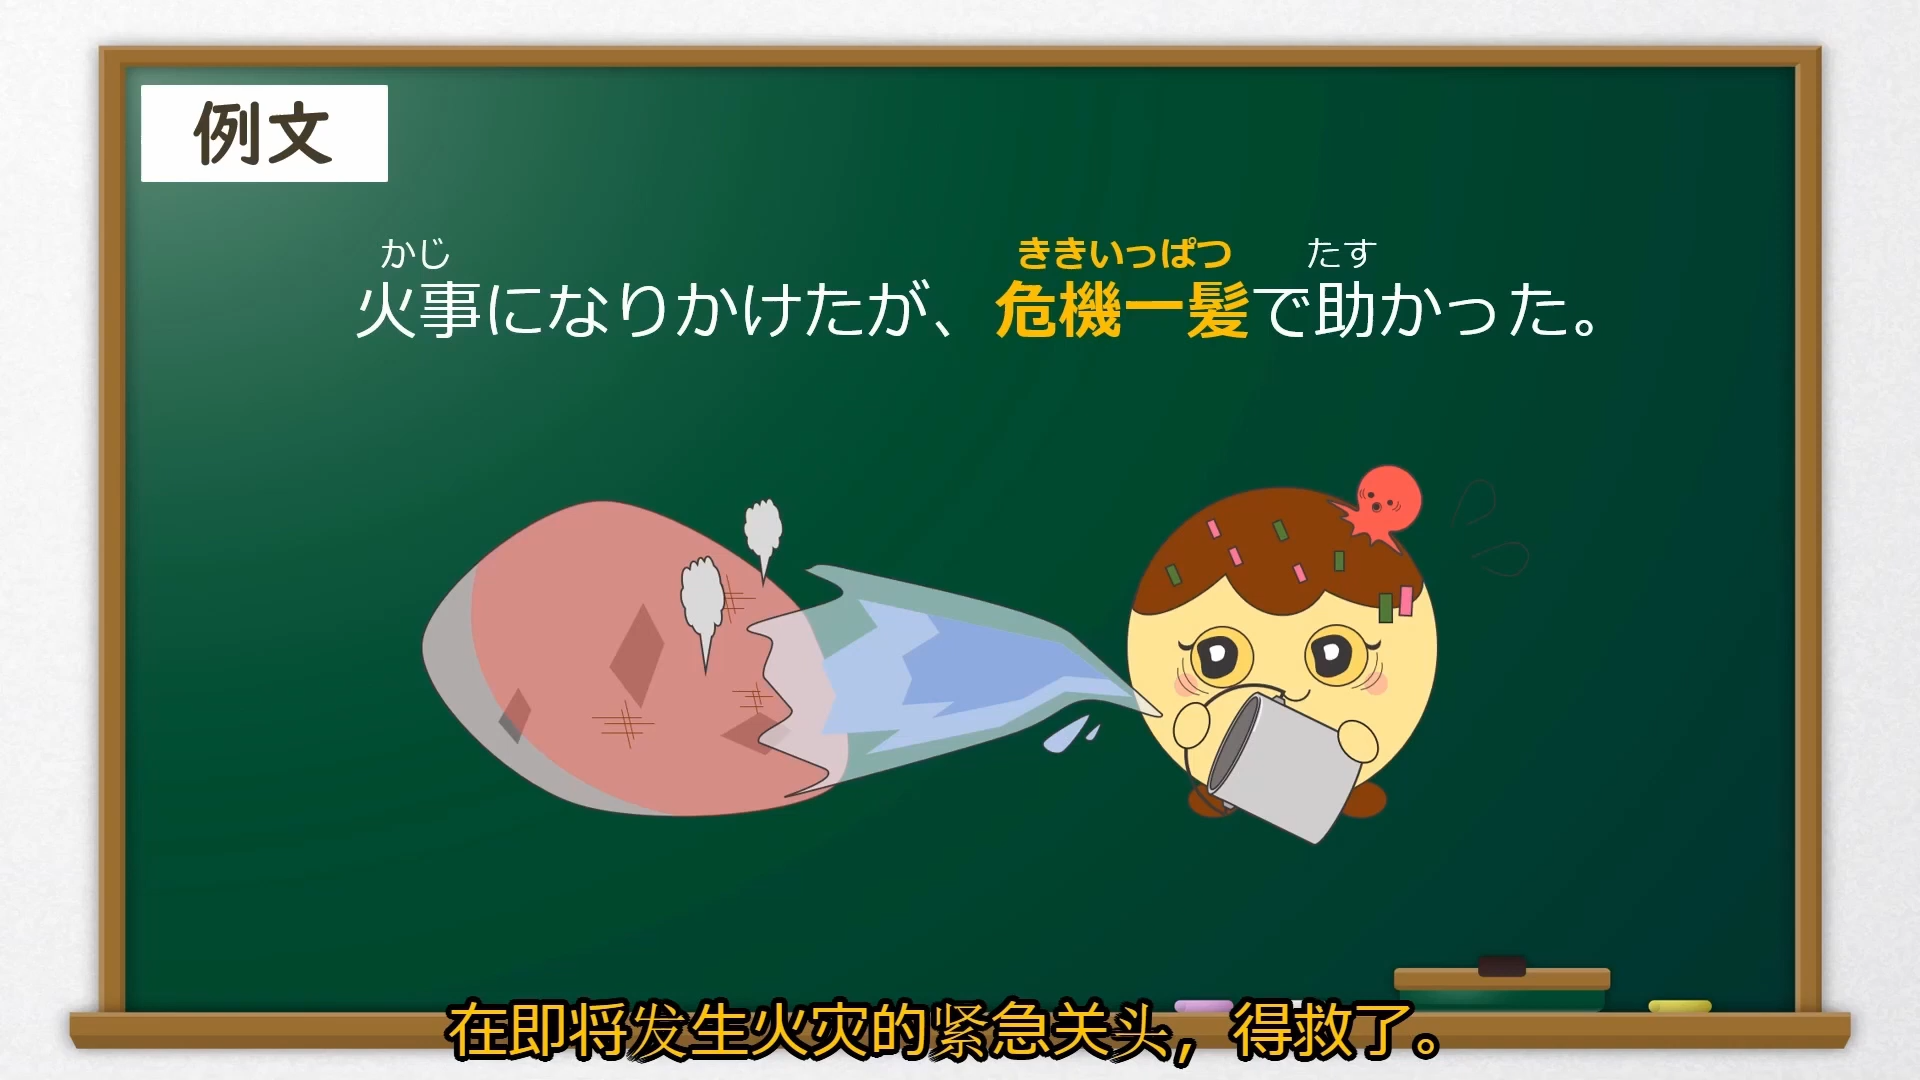 例文
かじ ききいっぱつ たす
火事になりかけたが、危機一髪で助かった。
在即将发生火灾的紧急关头，得救了。